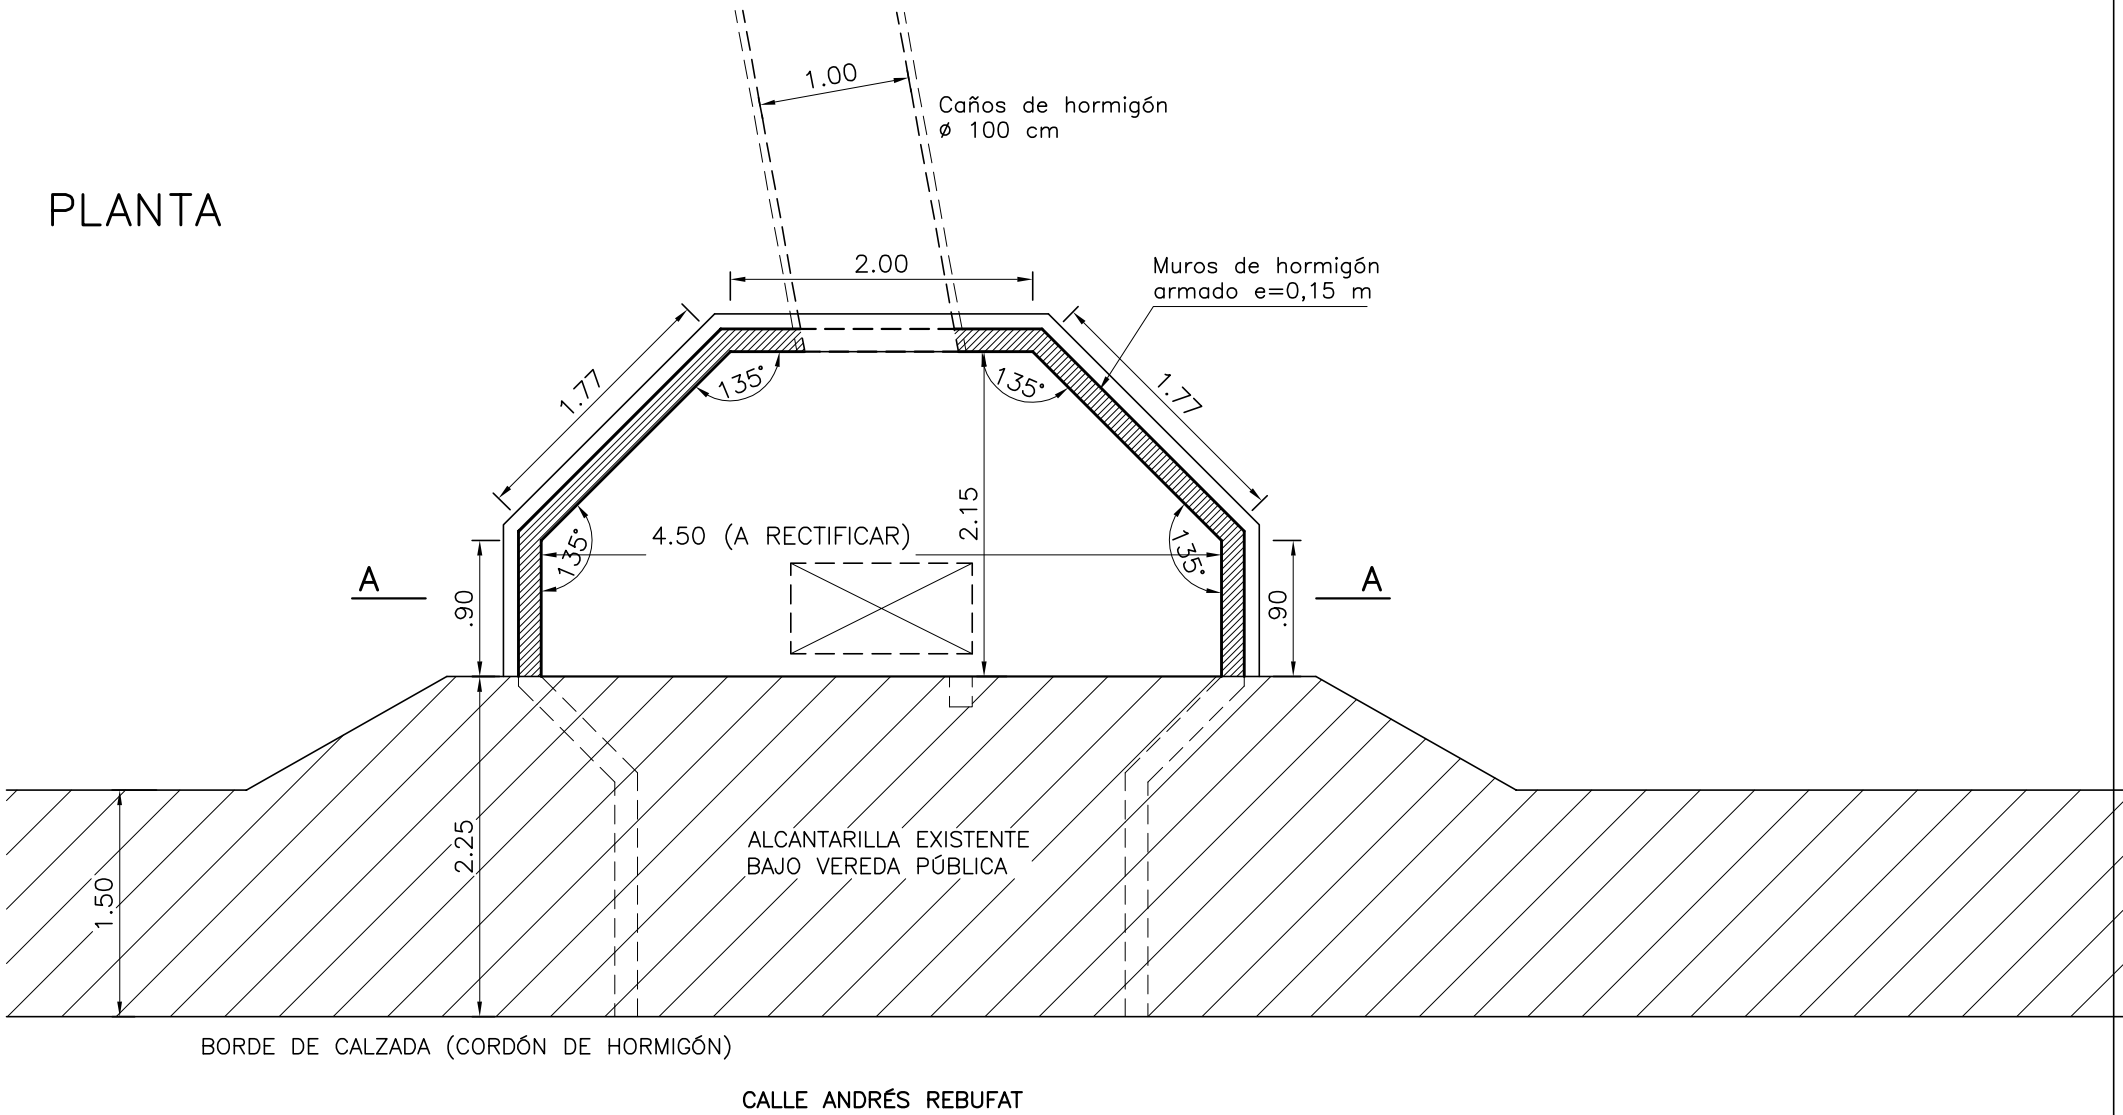 1.00
Caños de hormigón
ø 100 cm
PLANTA
2.00
Muros de hormigón
armado e=0,15 m
1.77
1.77
135°
135°
2.15
4.50 (A RECTIFICAR)
135°
135°
A
A
.90
.90
2.25
1.50
ALCANTARILLA EXISTENTE
BAJO VEREDA PÚBLICA
BORDE DE CALZADA (CORDÓN DE HORMIGÓN)
CALLE ANDRÉS REBUFAT